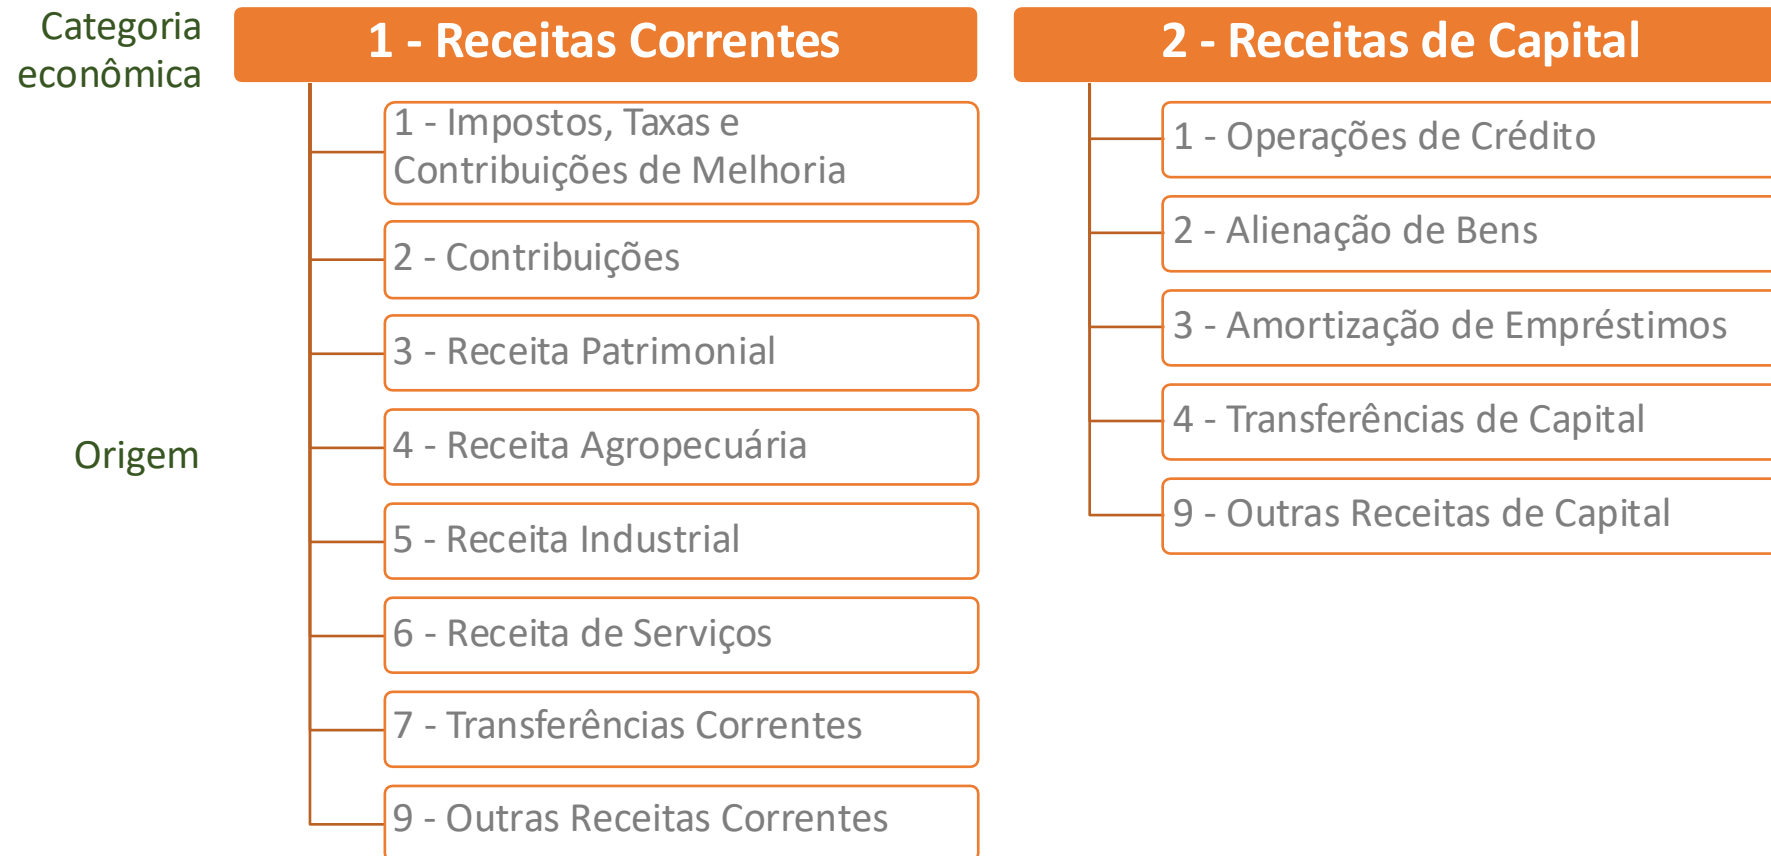 Categoria
econômica
1 - Receitas Correntes
1 - Impostos, Taxas e
Contribuições de Melhoria
2 - Contribuições
3 - Receita Patrimonial
4 - Receita Agropecuária
5 - Receita Industrial
6 - Receita de Serviços
7 - Transferências Correntes
9 - Outras Receitas Correntes
2 - Receitas de Capital
1 - Operações de Crédito
2 - Alienação de Bens
3 - Amortização de Empréstimos
4 - Transferências de Capital
9 - Outras Receitas de Capital
Origem